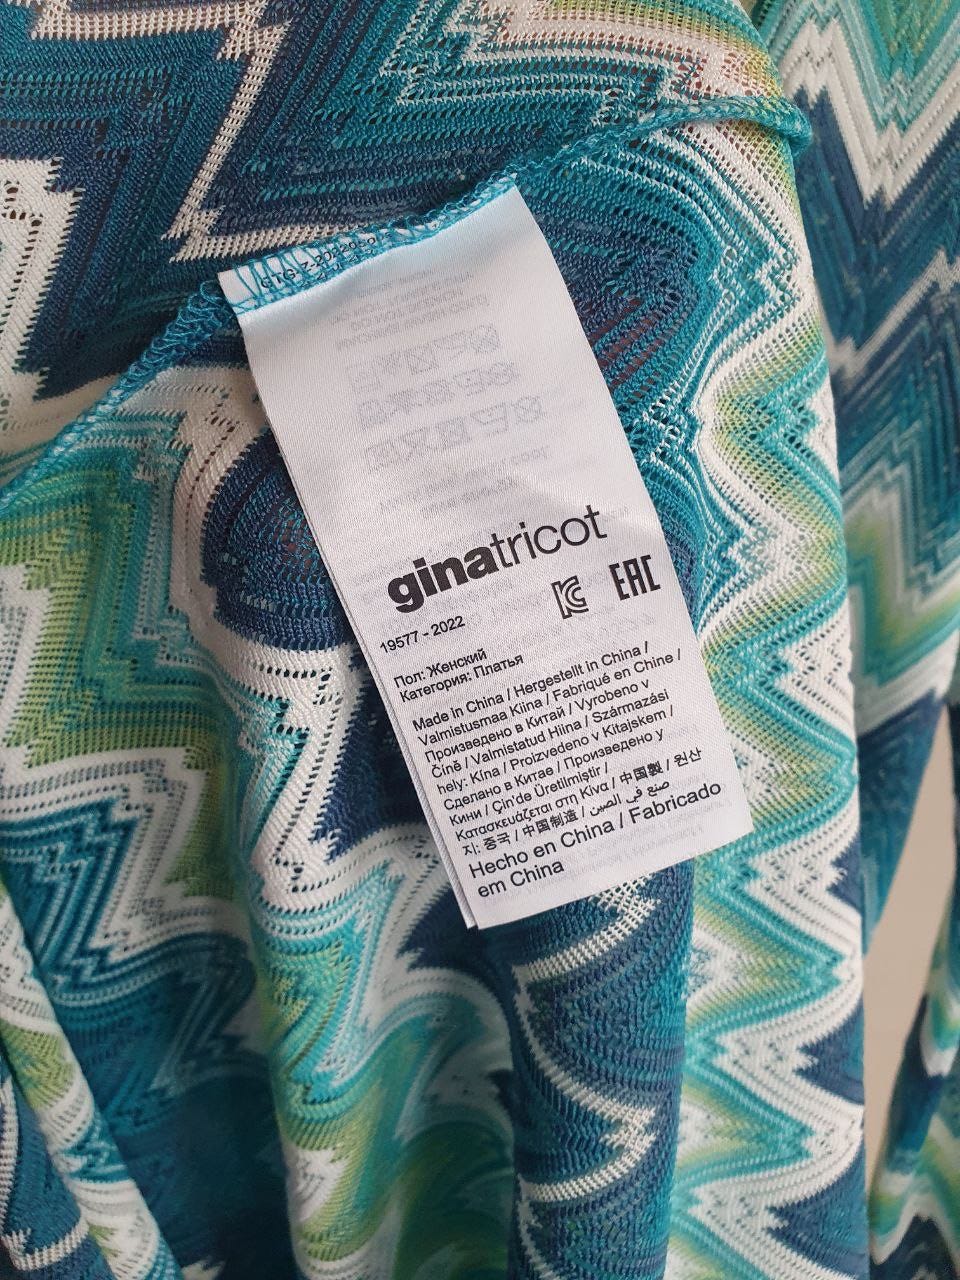 ginatricot
19577 - 2022
EAC
Пол: Женский
Категория: Платья
Made in China / Hergestellt in China /
Valmistusmaa Kiina / Fabriqué en Chine /
Произведено в Китай / Vyrobeno v
Číně / Valmistatud Hiina / Származási
hely: Kína / Proizvedeno v Kitajskem /
Сделано в Китае / Произведено у
Кини / Çin'de Üretilmiştir /
Κατασκευάζεται στη Κίνα / 中国製 / 원산
지: 중국 / 中国制造 / صنع في الصين /
Hecho en China / Fabricado
em China